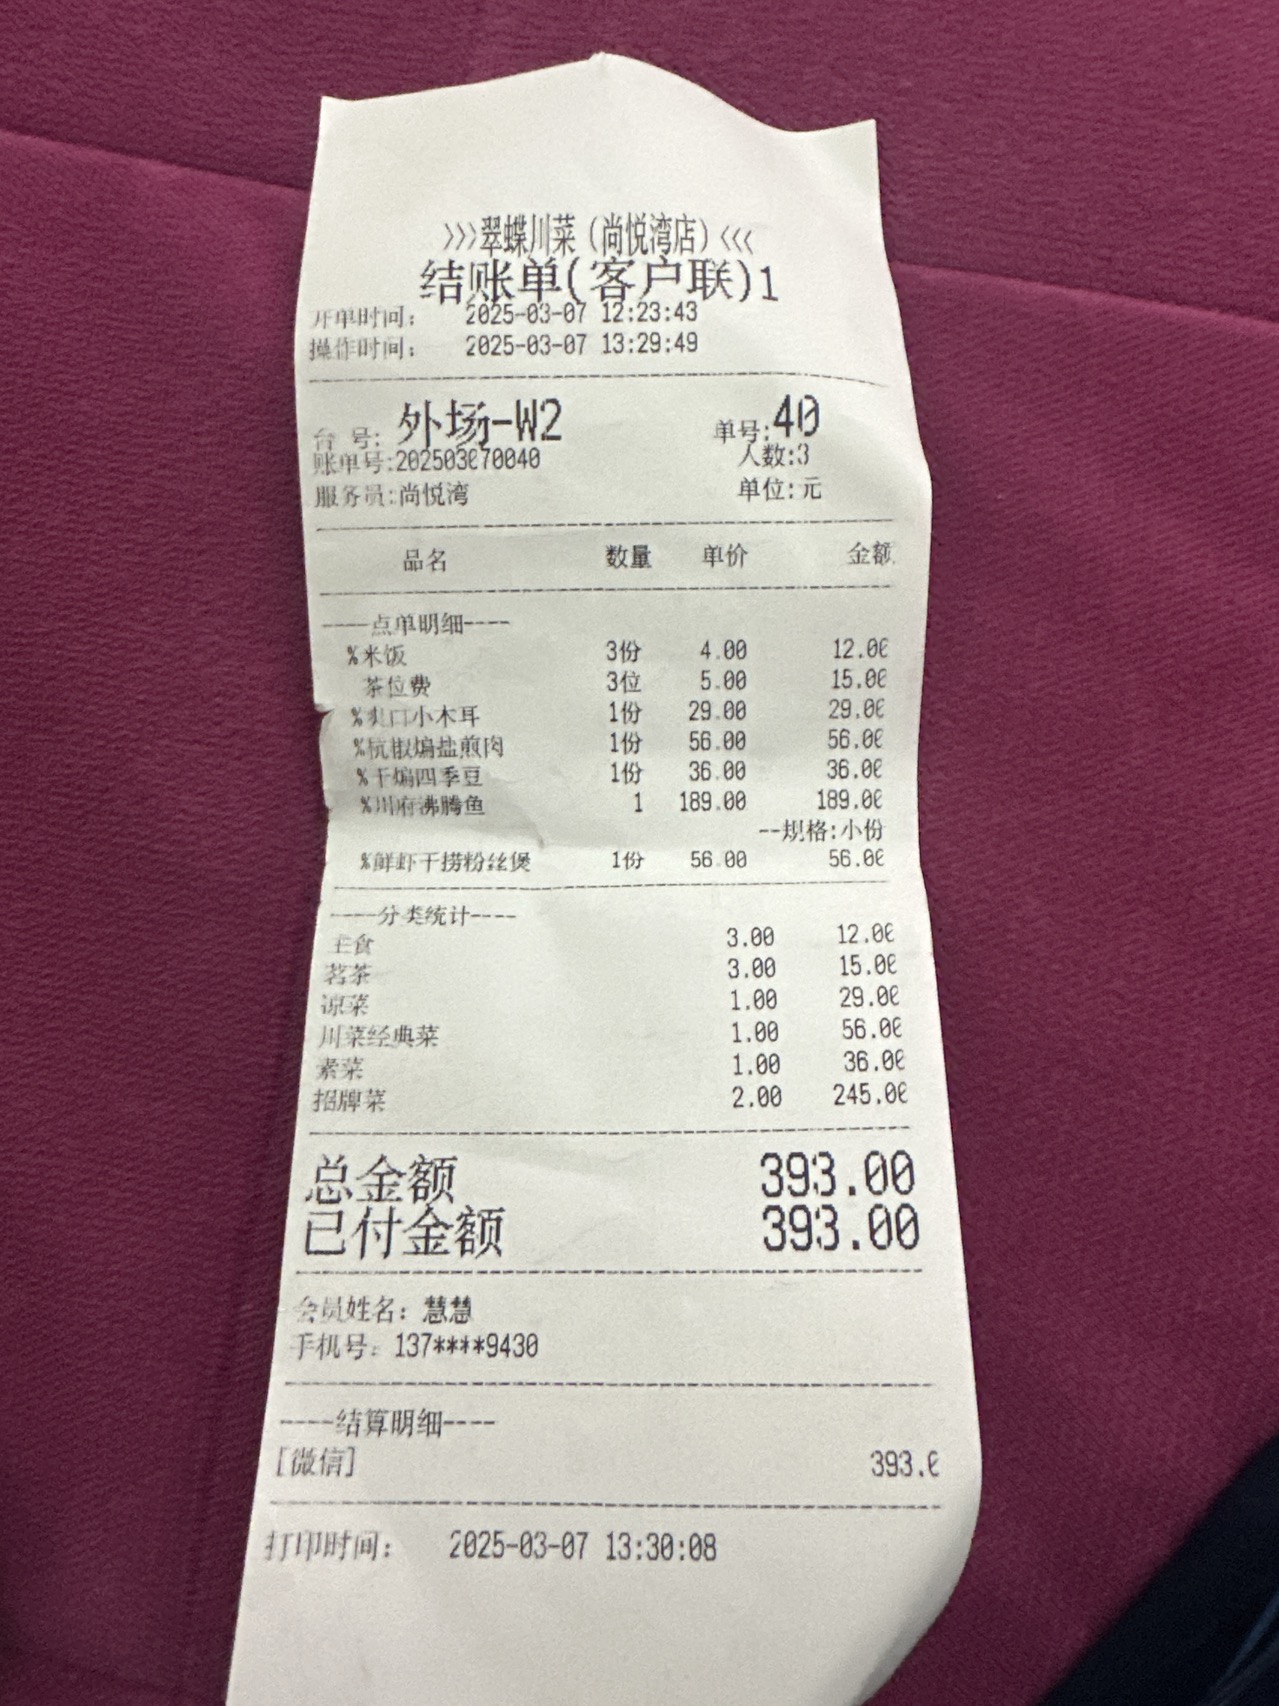 >>>翠蝶川菜(尚悦湾店)<<<
结账单(客户联)1
开单时间: 2025-03-07 12:23:43
操作时间: 2025-03-07 13:29:49
台 号: 外场-W2 单号:40
账单号:202503070040 人数:3
服务员:尚悦湾 单位:元
品名 数量 单价 金额
----点单明细----
%米饭 3份 4.00 12.00
茶位费 3位 5.00 15.00
%爽口小木耳 1份 29.00 29.00
%杭椒煸盐煎肉 1份 56.00 56.00
%干煸四季豆 1份 36.00 36.00
%川府沸腾鱼 1 189.00 189.00
--规格:小份
%鲜虾干捞粉丝煲 1份 56.00 56.00
----分类统计----
主食 3.00 12.00
茗茶 3.00 15.00
凉菜 1.00 29.00
川菜经典菜 1.00 56.00
素菜 1.00 36.00
招牌菜 2.00 245.00
总金额 393.00
已付金额 393.00
会员姓名: 慧慧
手机号: 137****9430
----结算明细----
[微信] 393.0
打印时间: 2025-03-07 13:30:08